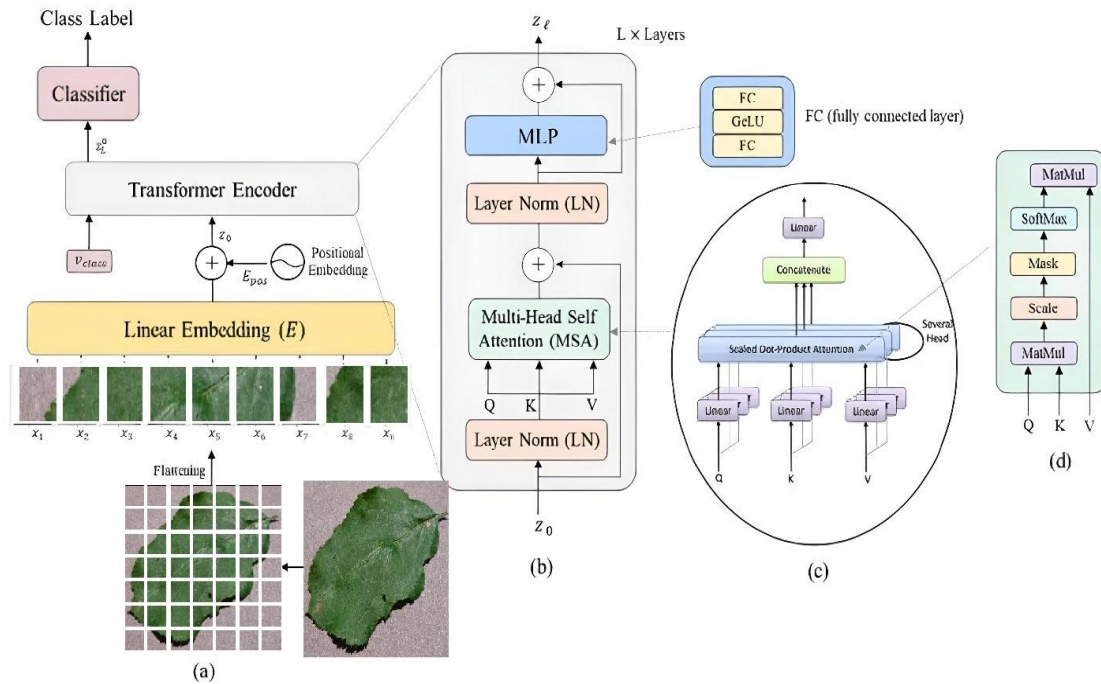 Class Label
Classifier
z_L^0
Transformer Encoder
v_class
z_0
+
E_pos
Positional
Embedding
Linear Embedding (E)
x_1 x_2 x_3 x_4 x_5 x_6 x_7 x_8 x_n
Flattening
(a)
z_ℓ
L × Layers
+
MLP
Layer Norm (LN)
+
Multi-Head Self
Attention (MSA)
Q K V
Layer Norm (LN)
z_0
(b)
FC
GeLU
FC
FC (fully connected layer)
Linear
Concatenate
Scaled Dot-Product Attention
Several
Head
Linear Linear Linear
Q K V
(c)
MatMul
SoftMax
Mask
Scale
MatMul
Q K V
(d)